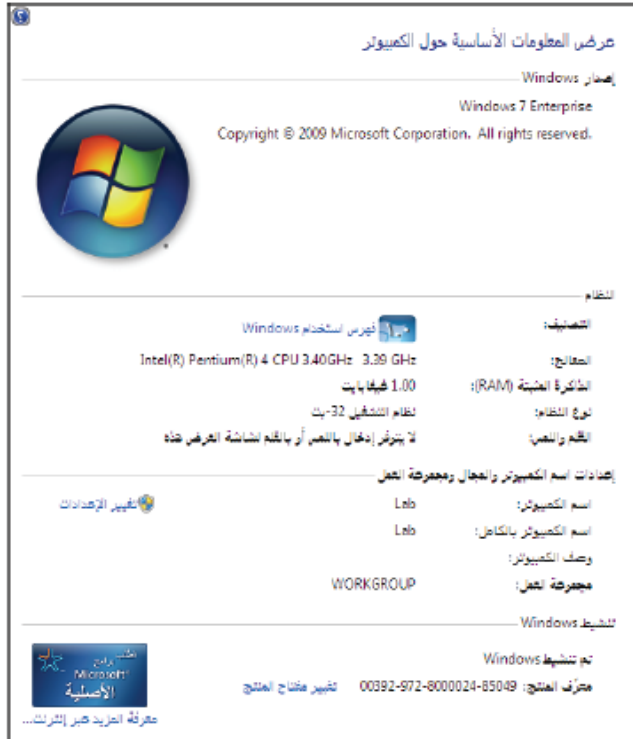 عرض المعلومات الأساسية حول الكمبيوتر
إصدار Windows
Windows 7 Enterprise
Copyright © 2009 Microsoft Corporation. All rights reserved.
النظام
التصنيف: فهرس استخدام Windows
المعالج: Intel(R) Pentium(R) 4 CPU 3.40GHz 3.39 GHz
الذاكرة المثبتة (RAM): 1.00 غيغابايت
نوع النظام: نظام التشغيل 32-بت
القلم واللمس: لا يتوفر إدخال باللمس أو بالقلم لشاشة العرض هذه
إعدادات اسم الكمبيوتر والمجال ومجموعة العمل
اسم الكمبيوتر: Lab تغيير الإعدادات
اسم الكمبيوتر بالكامل: Lab
وصف الكمبيوتر:
مجموعة العمل: WORKGROUP
تنشيط Windows
تم تنشيط Windows
معرّف المنتج: 00392-972-8000024-85049 تغيير مفتاح المنتج
اطلب
برامج
Microsoft®
الأصلية
معرفة المزيد عبر إنترنت...